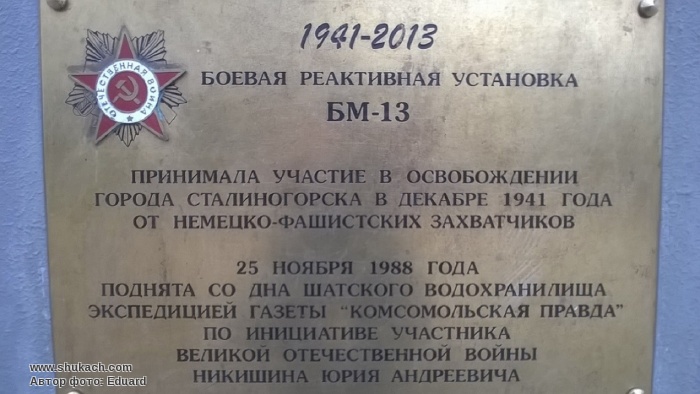 1941-2013
БОЕВАЯ РЕАКТИВНАЯ УСТАНОВКА
БМ-13
ОТЕЧЕСТВЕННАЯ ВОЙНА
ПРИНИМАЛА УЧАСТИЕ В ОСВОБОЖДЕНИИ
ГОРОДА СТАЛИНОГОРСКА В ДЕКАБРЕ 1941 ГОДА
ОТ НЕМЕЦКО-ФАШИСТСКИХ ЗАХВАТЧИКОВ
25 НОЯБРЯ 1988 ГОДА
ПОДНЯТА СО ДНА ШАТСКОГО ВОДОХРАНИЛИЩА
ЭКСПЕДИЦИЕЙ ГАЗЕТЫ "КОМСОМОЛЬСКАЯ ПРАВДА"
ПО ИНИЦИАТИВЕ УЧАСТНИКА
ВЕЛИКОЙ ОТЕЧЕСТВЕННОЙ ВОЙНЫ
НИКИШИНА ЮРИЯ АНДРЕЕВИЧА
www.shukach.com
Автор фото: Eduard